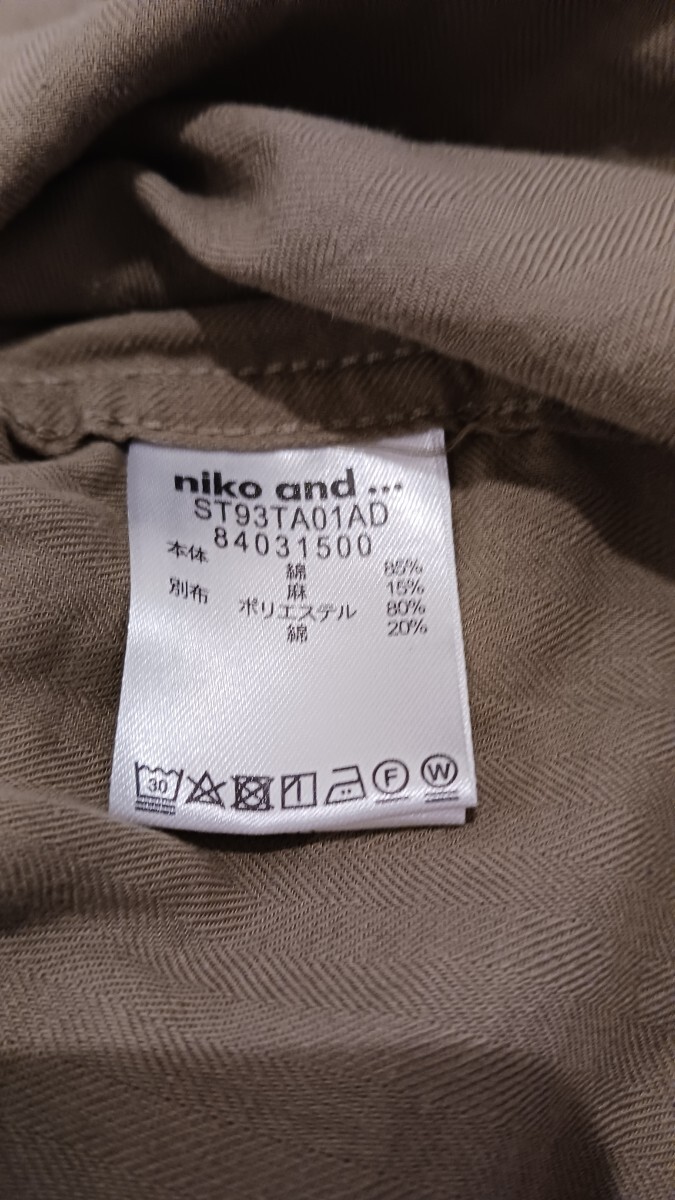 niko and ...
ST93TA01AD
84031500
本体 綿 85%
麻 15%
別布 ポリエステル 80%
綿 20%
30 F W